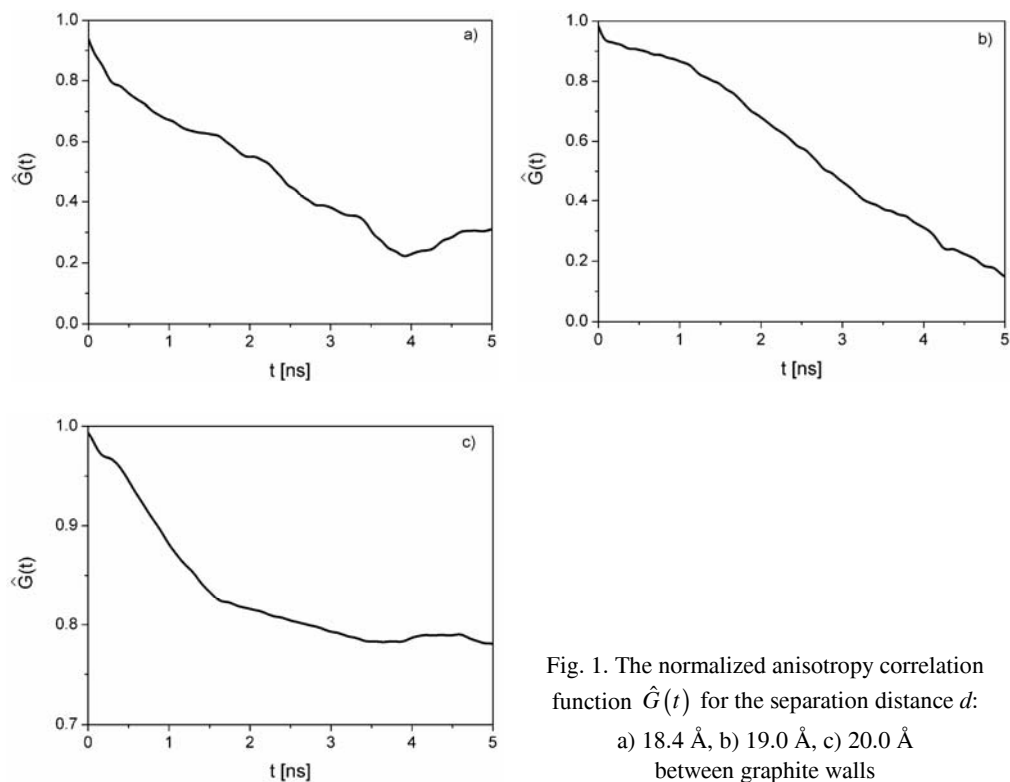 a)
1.0
0.8
0.6
0.4
0.2
0.0
Ĝ(t)
0 1 2 3 4 5
t [ns]
b)
1.0
0.8
0.6
0.4
0.2
0.0
Ĝ(t)
0 1 2 3 4 5
t [ns]
c)
1.0
0.9
0.8
0.7
Ĝ(t)
0 1 2 3 4 5
t [ns]
Fig. 1. The normalized anisotropy correlation
function Ĝ(t) for the separation distance d:
a) 18.4 Å, b) 19.0 Å, c) 20.0 Å
between graphite walls